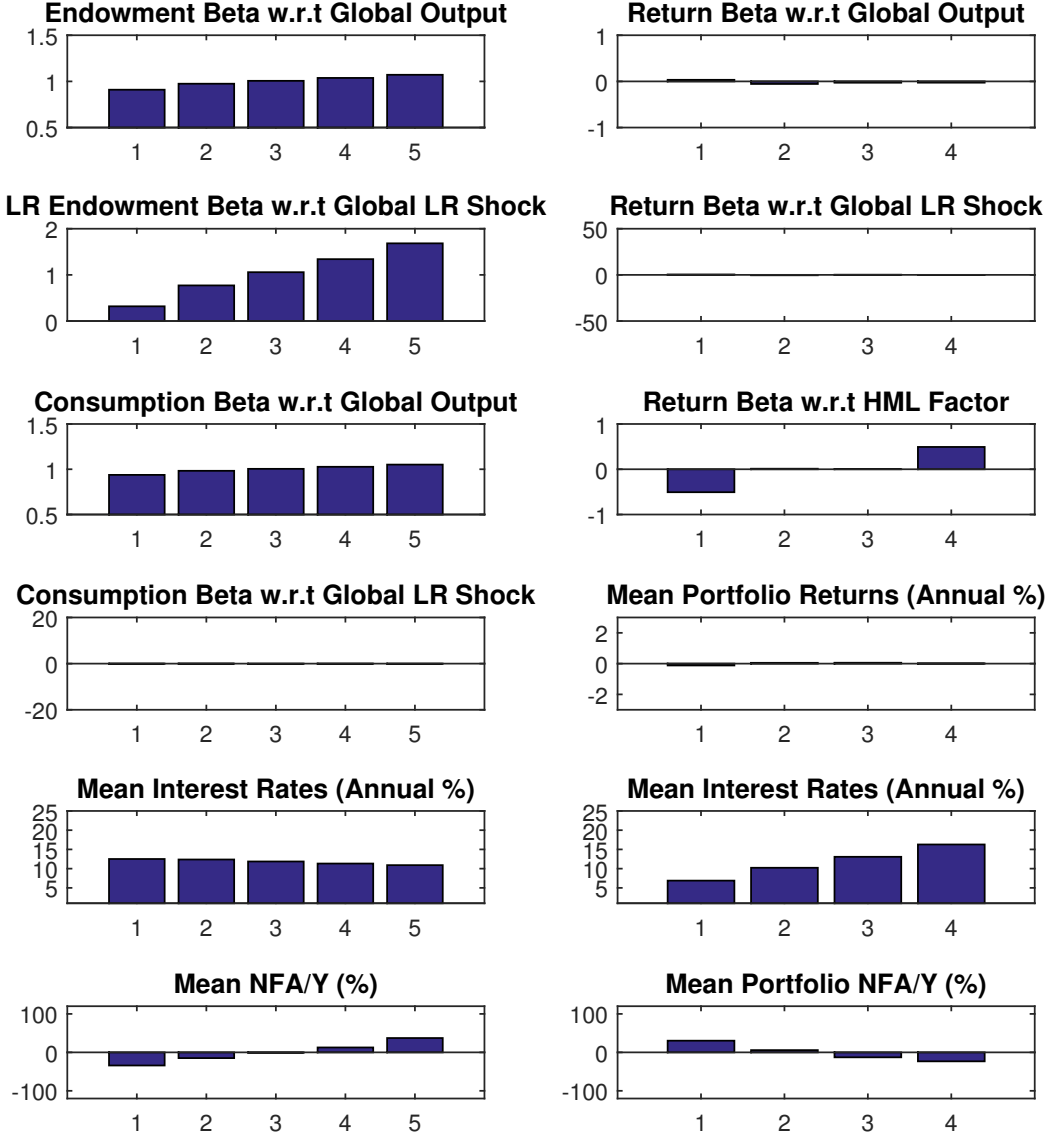 Endowment Beta w.r.t Global Output
1.5
1
0.5
1 2 3 4 5
Return Beta w.r.t Global Output
1
0
-1
1 2 3 4
LR Endowment Beta w.r.t Global LR Shock
2
1
0
1 2 3 4 5
Return Beta w.r.t Global LR Shock
50
0
-50
1 2 3 4
Consumption Beta w.r.t Global Output
1.5
1
0.5
1 2 3 4 5
Return Beta w.r.t HML Factor
1
0
-1
1 2 3 4
Consumption Beta w.r.t Global LR Shock
20
0
-20
1 2 3 4 5
Mean Portfolio Returns (Annual %)
2
0
-2
1 2 3 4
Mean Interest Rates (Annual %)
25
20
15
10
5
1 2 3 4 5
Mean Interest Rates (Annual %)
25
20
15
10
5
1 2 3 4
Mean NFA/Y (%)
100
0
-100
1 2 3 4 5
Mean Portfolio NFA/Y (%)
100
0
-100
1 2 3 4